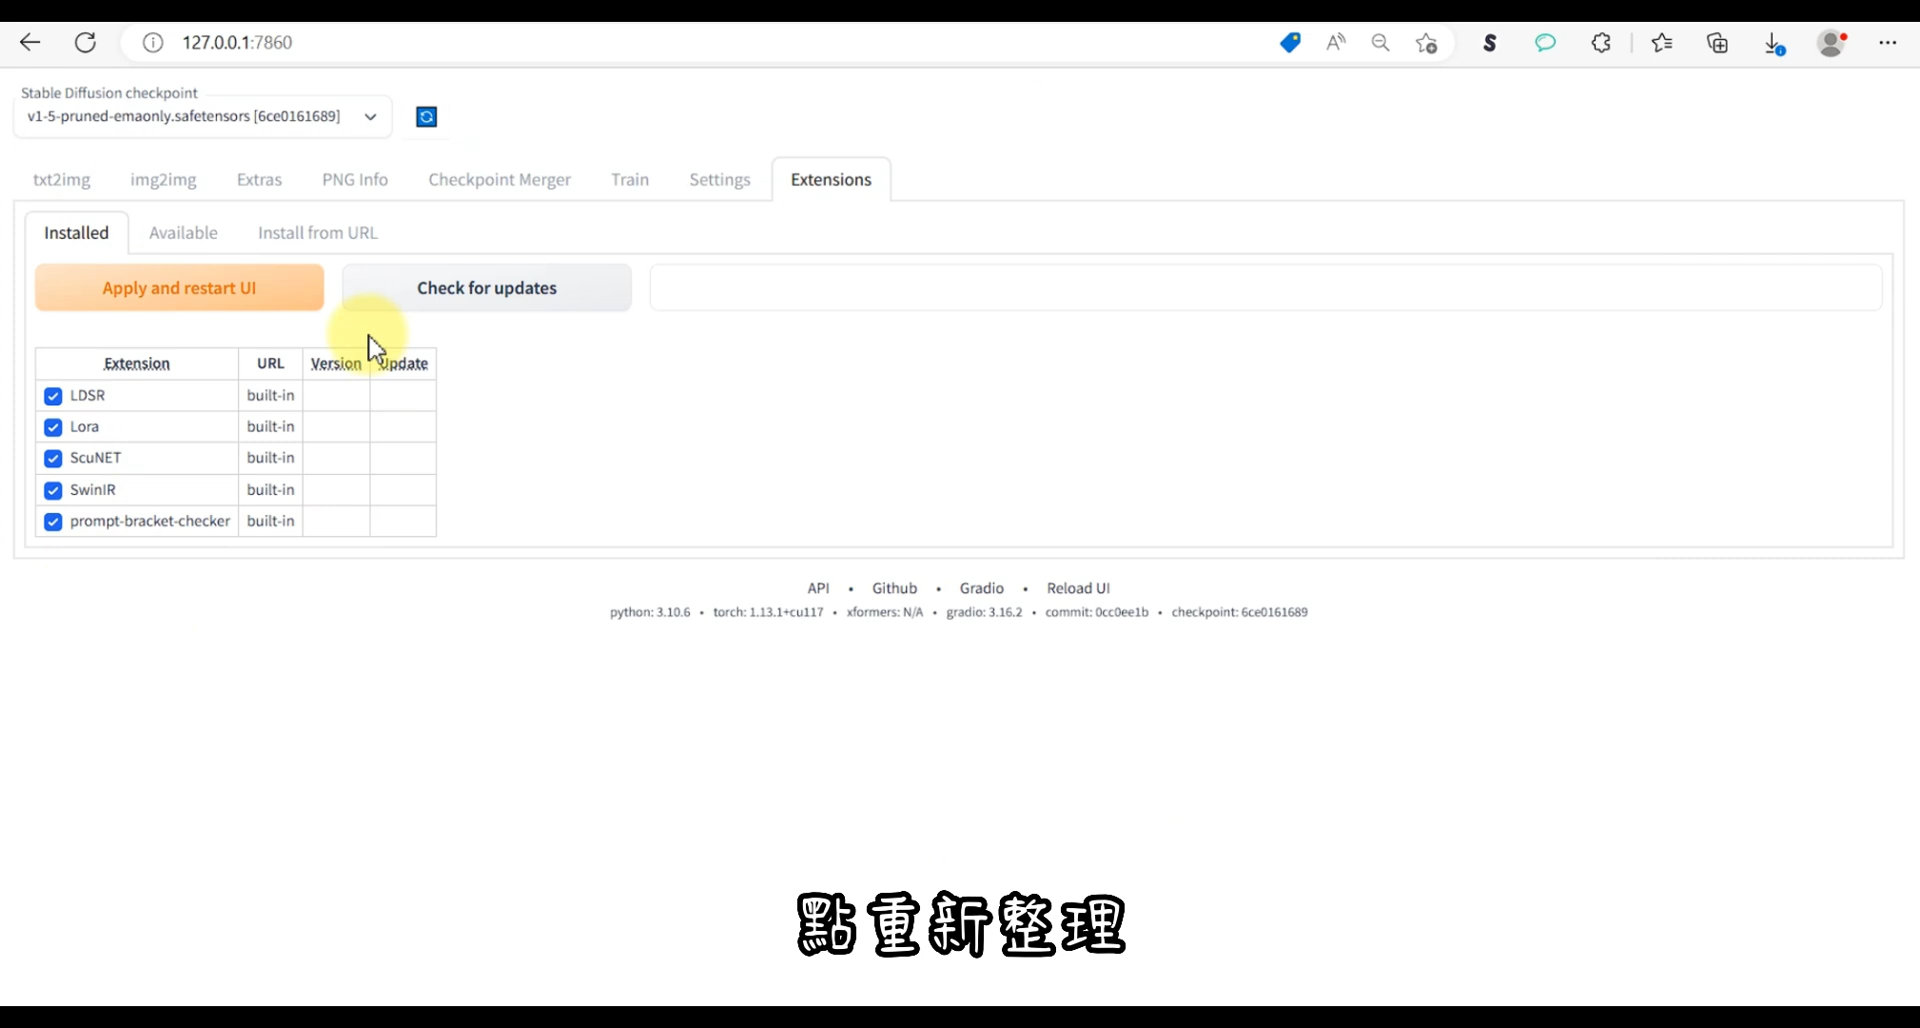 127.0.0.1:7860
Stable Diffusion checkpoint
v1-5-pruned-emaonly.safetensors [6ce0161689]
txt2img img2img Extras PNG Info Checkpoint Merger Train Settings Extensions
Installed Available Install from URL
Apply and restart UI Check for updates
Extension URL Version Update
LDSR built-in
Lora built-in
ScuNET built-in
SwinIR built-in
prompt-bracket-checker built-in
API • Github • Gradio • Reload UI
python: 3.10.6 • torch: 1.13.1+cu117 • xformers: N/A • gradio: 3.16.2 • commit: 0cc0ee1b • checkpoint: 6ce0161689
點重新整理